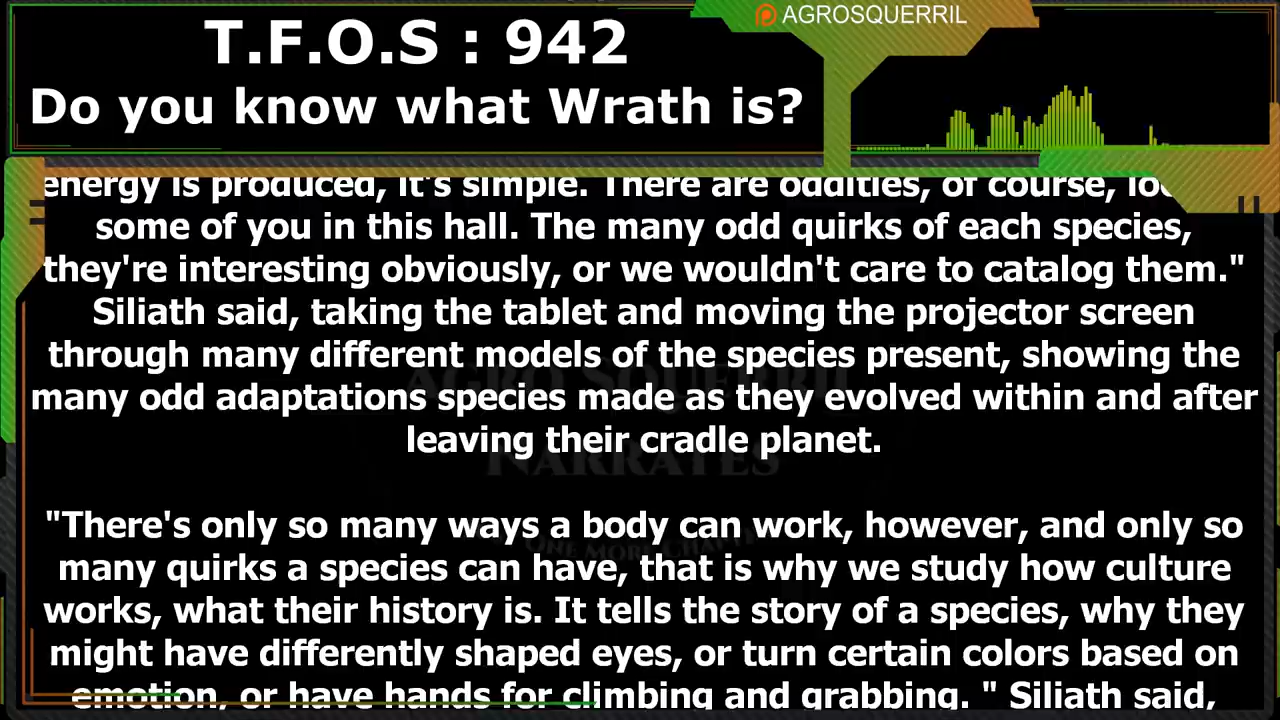 AGROSQUERRIL
T.F.O.S : 942
Do you know what Wrath is?
energy is produced, it's simple. There are oddities, of course,
some of you in this hall. The many odd quirks of each species,
they're interesting obviously, or we wouldn't care to catalog them."
Siliath said, taking the tablet and moving the projector screen
through many different models of the species present, showing the
many odd adaptations species made as they evolved within and after
leaving their cradle planet.
NARRATES
"There's only so many ways a body can work, however, and only so
many quirks a species can have, that is why we study how culture
works, what their history is. It tells the story of a species, why they
might have differently shaped eyes, or turn certain colors based on
emotion, or have hands for climbing and grabbing. " Siliath said,